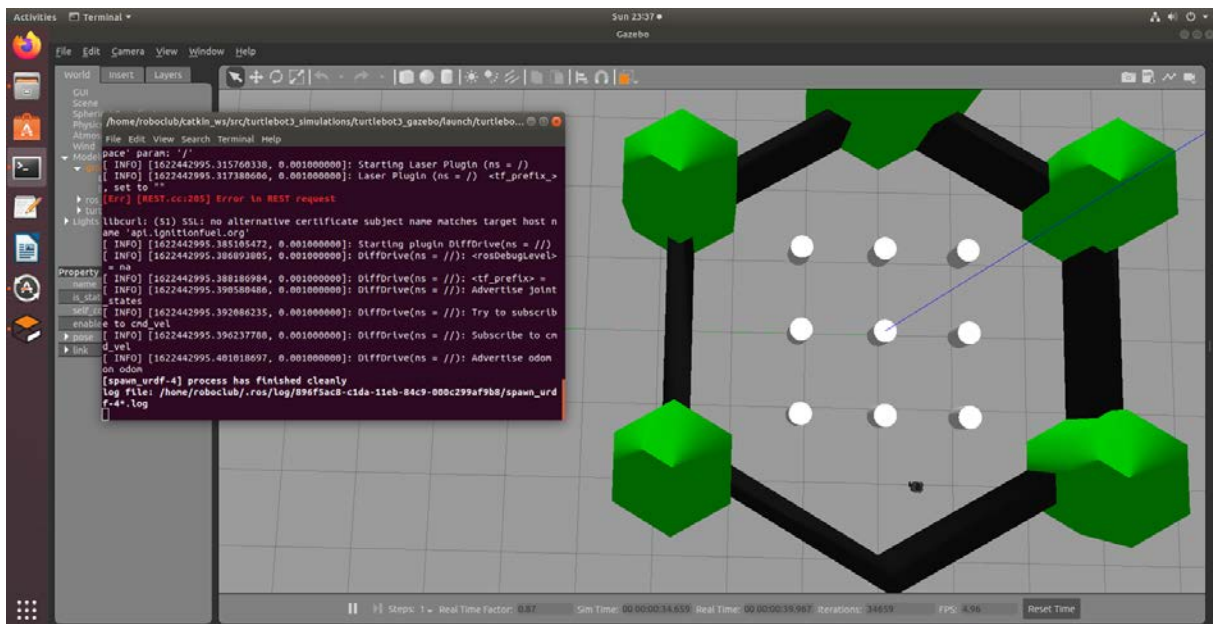 Activities Terminal Sun 23:37
Gazebo
File Edit Camera View Window Help
World Insert Layers
GUI
Scene
Spheri
Physic
Atmos
Wind
Model
ros
tur
Lights
Property
name
is_stat
self_co
enable
pose
link
/home/roboclub/catkin_ws/src/turtlebot3_simulations/turtlebot3_gazebo/launch/turtlebo...
File Edit View Search Terminal Help
pace' param: '/'
[ INFO] [1622442995.315760338, 0.001000000]: Starting Laser Plugin (ns = /)
[ INFO] [1622442995.317380606, 0.001000000]: Laser Plugin (ns = /) <tf_prefix_>
, set to ""
[Err] [REST.cc:205] Error in REST request
libcurl: (51) SSL: no alternative certificate subject name matches target host n
ame 'api.ignitionfuel.org'
[ INFO] [1622442995.385105472, 0.001000000]: Starting plugin DiffDrive(ns = //)
[ INFO] [1622442995.386893805, 0.001000000]: DiffDrive(ns = //): <rosDebugLevel>
= na
[ INFO] [1622442995.388186984, 0.001000000]: DiffDrive(ns = //): <tf_prefix> =
[ INFO] [1622442995.390580486, 0.001000000]: DiffDrive(ns = //): Advertise joint
_states
[ INFO] [1622442995.392086235, 0.001000000]: DiffDrive(ns = //): Try to subscrib
e to cmd_vel
[ INFO] [1622442995.396237788, 0.001000000]: DiffDrive(ns = //): Subscribe to cm
d_vel
[ INFO] [1622442995.401018697, 0.001000000]: DiffDrive(ns = //): Advertise odom
on odom
[spawn_urdf-4] process has finished cleanly
log file: /home/roboclub/.ros/log/896f5ac8-c1da-11eb-84c9-000c299af9b8/spawn_urd
f-4*.log
Steps: 1 Real Time Factor: 0.87 Sim Time: 00 00:00:34.659 Real Time: 00 00:00:39.967 Iterations: 34659 FPS: 4.96 Reset Time